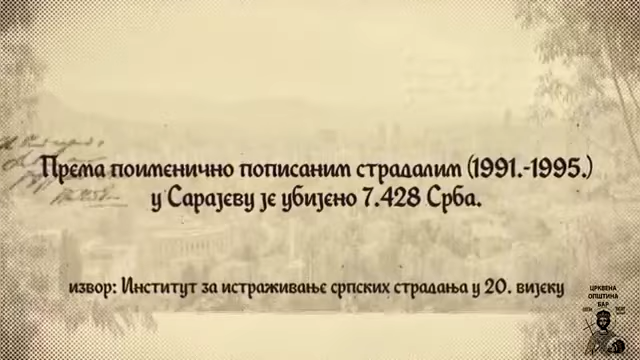 Према поименично пописаним страдалим (1991.-1995.)
у Сарајеву је убијено 7.428 Срба.
извор: Институт за истраживање српских страдања у 20. вијеку
ЦРКВЕНА
ОПШТИНА
БАР